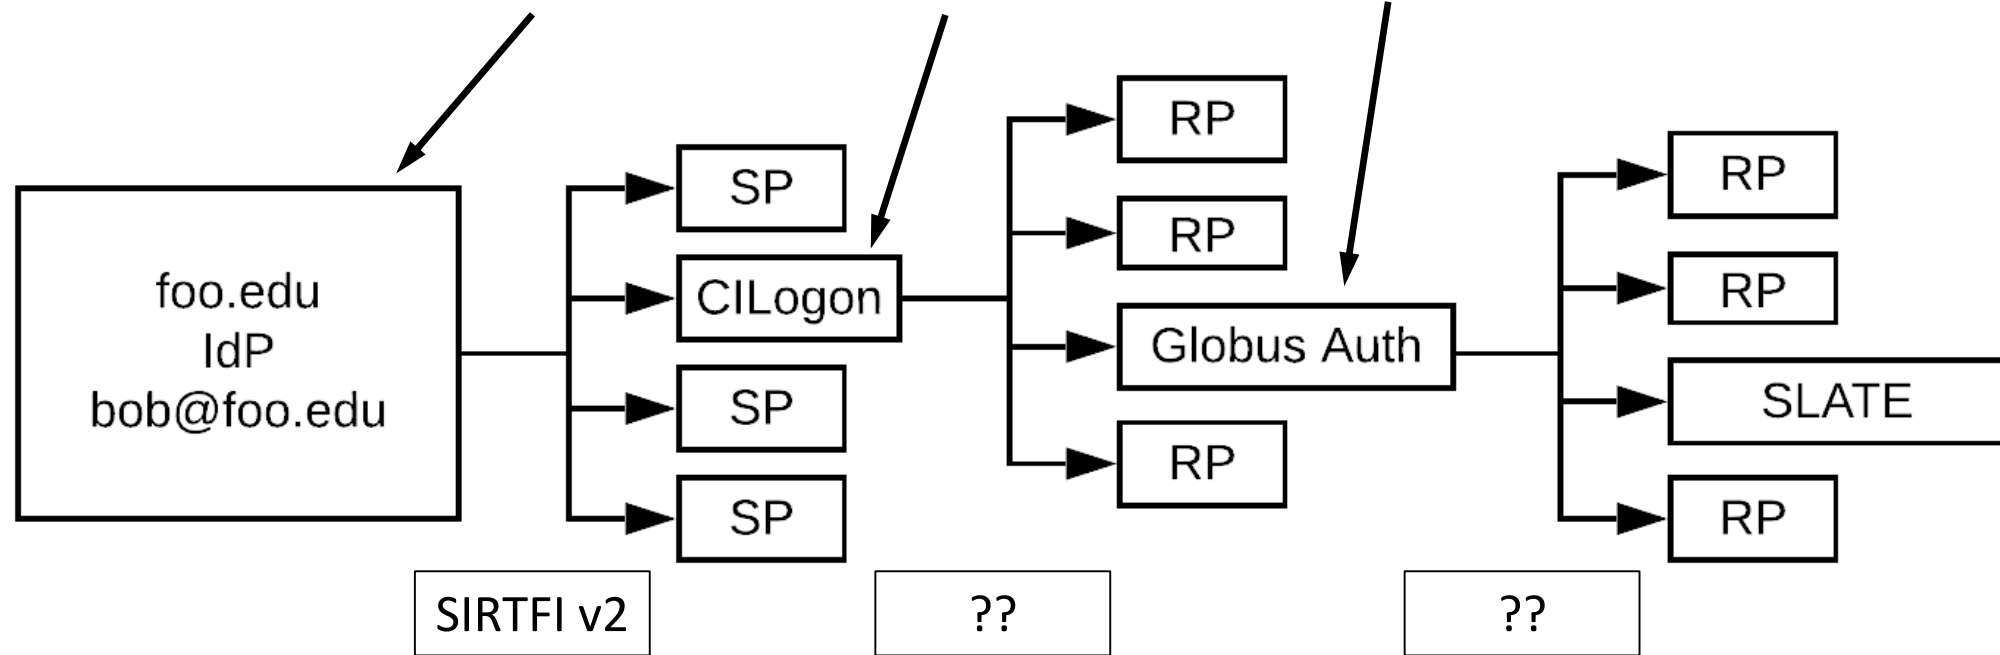 foo.edu
IdP
bob@foo.edu
SP
CILogon
SP
SP
RP
RP
Globus Auth
RP
RP
RP
SLATE
RP
SIRTFI v2
??
??